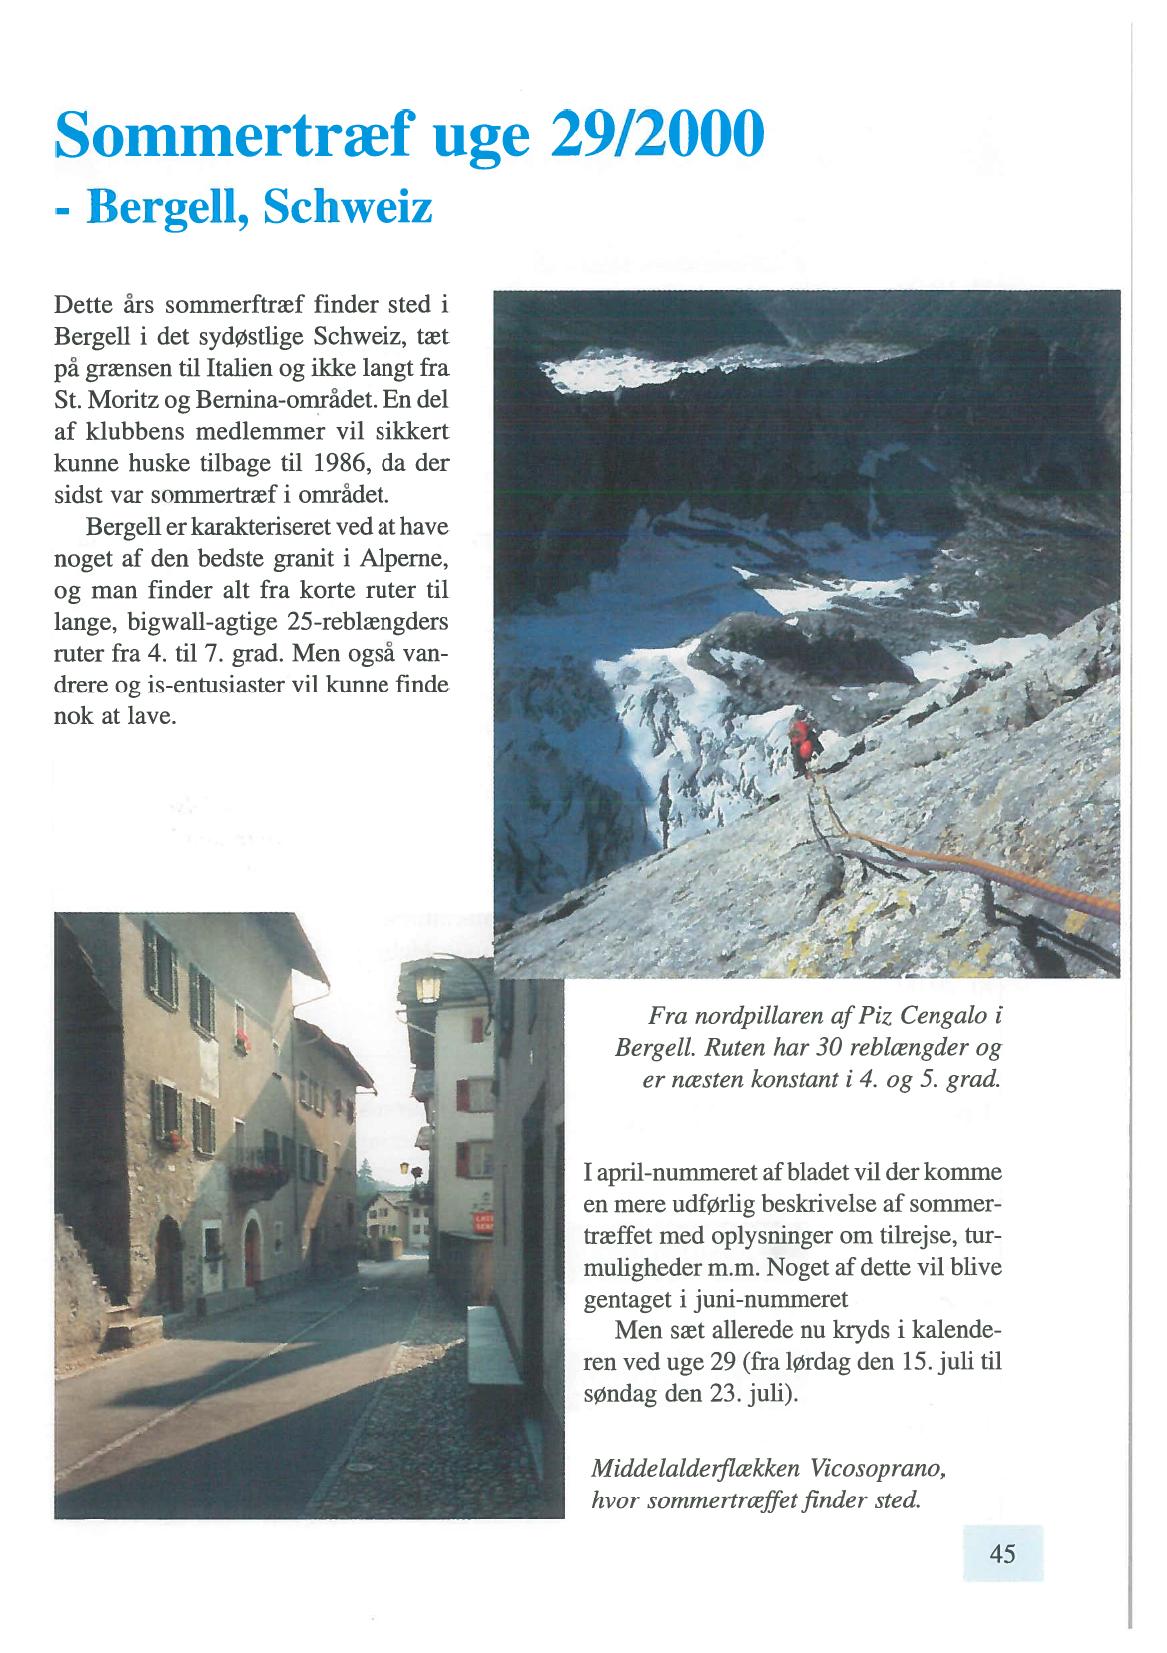 Sommertræf uge 29/2000
- Bergell, Schweiz
Dette års sommerftræf finder sted i
Bergell i det sydøstlige Schweiz, tæt
på grænsen til Italien og ikke langt fra
St. Moritz og Bernina-området. En del
af klubbens medlemmer vil sikkert
kunne huske tilbage til 1986, da der
sidst var sommertræf i området.
Bergell er karakteriseret ved at have
noget af den bedste granit i Alperne,
og man finder alt fra korte ruter til
lange, bigwall-agtige 25-reblængders
ruter fra 4. til 7. grad. Men også van-
drere og is-entusiaster vil kunne finde
nok at lave.
Fra nordpillaren af Piz Cengalo i
Bergell. Ruten har 30 reblængder og
er næsten konstant i 4. og 5. grad.
I april-nummeret af bladet vil der komme
en mere udførlig beskrivelse af sommer-
træffet med oplysninger om tilrejse, tur-
muligheder m.m. Noget af dette vil blive
gentaget i juni-nummeret
Men sæt allerede nu kryds i kalende-
ren ved uge 29 (fra lørdag den 15. juli til
søndag den 23. juli).
Middelalderflækken Vicosoprano,
hvor sommertræffet finder sted.
45